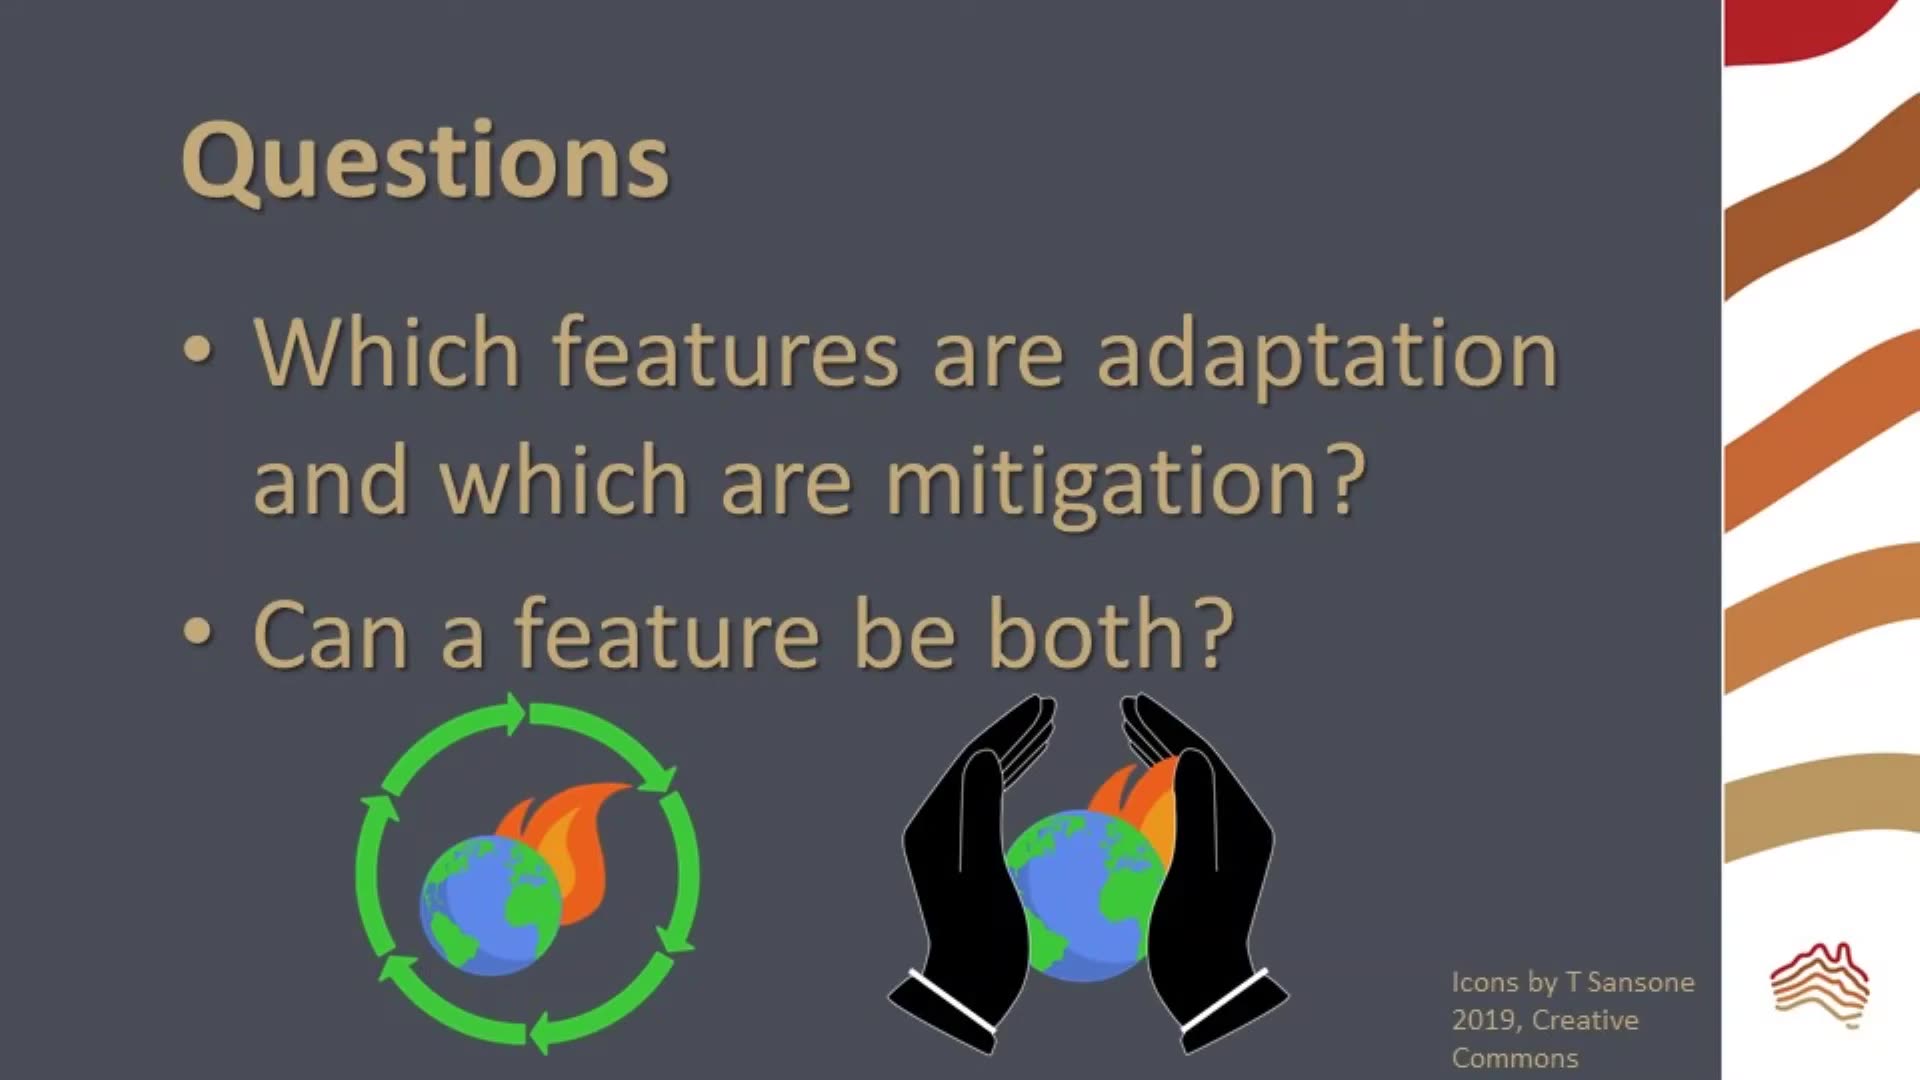 Questions
• Which features are adaptation
and which are mitigation?
• Can a feature be both?
Icons by T Sansone
2019, Creative
Commons